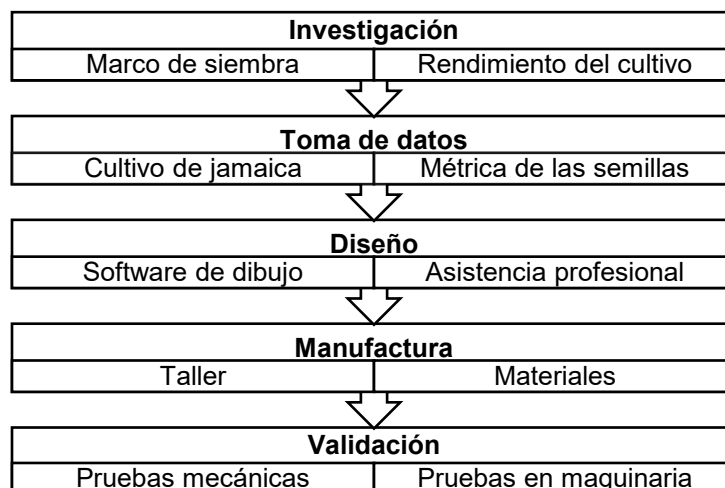 Investigación
Marco de siembra Rendimiento del cultivo
Toma de datos
Cultivo de jamaica Métrica de las semillas
Diseño
Software de dibujo Asistencia profesional
Manufactura
Taller Materiales
Validación
Pruebas mecánicas Pruebas en maquinaria